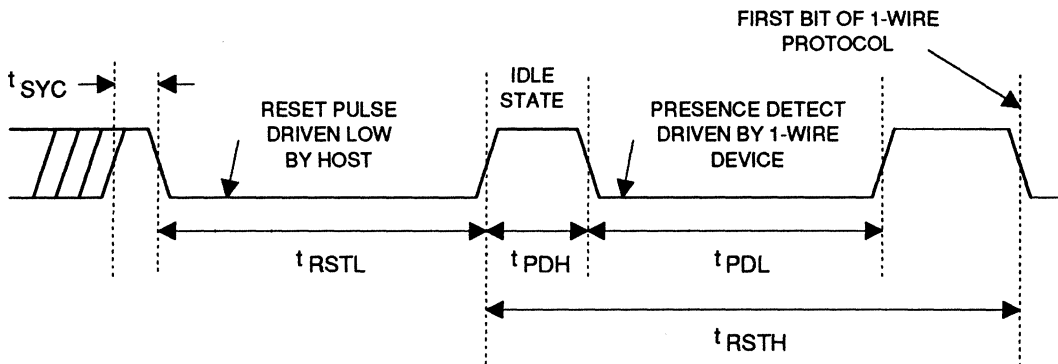 FIRST BIT OF 1-WIRE
PROTOCOL
t SYC
IDLE
STATE
RESET PULSE
DRIVEN LOW
BY HOST
PRESENCE DETECT
DRIVEN BY 1-WIRE
DEVICE
t RSTL
t PDH
t PDL
t RSTH